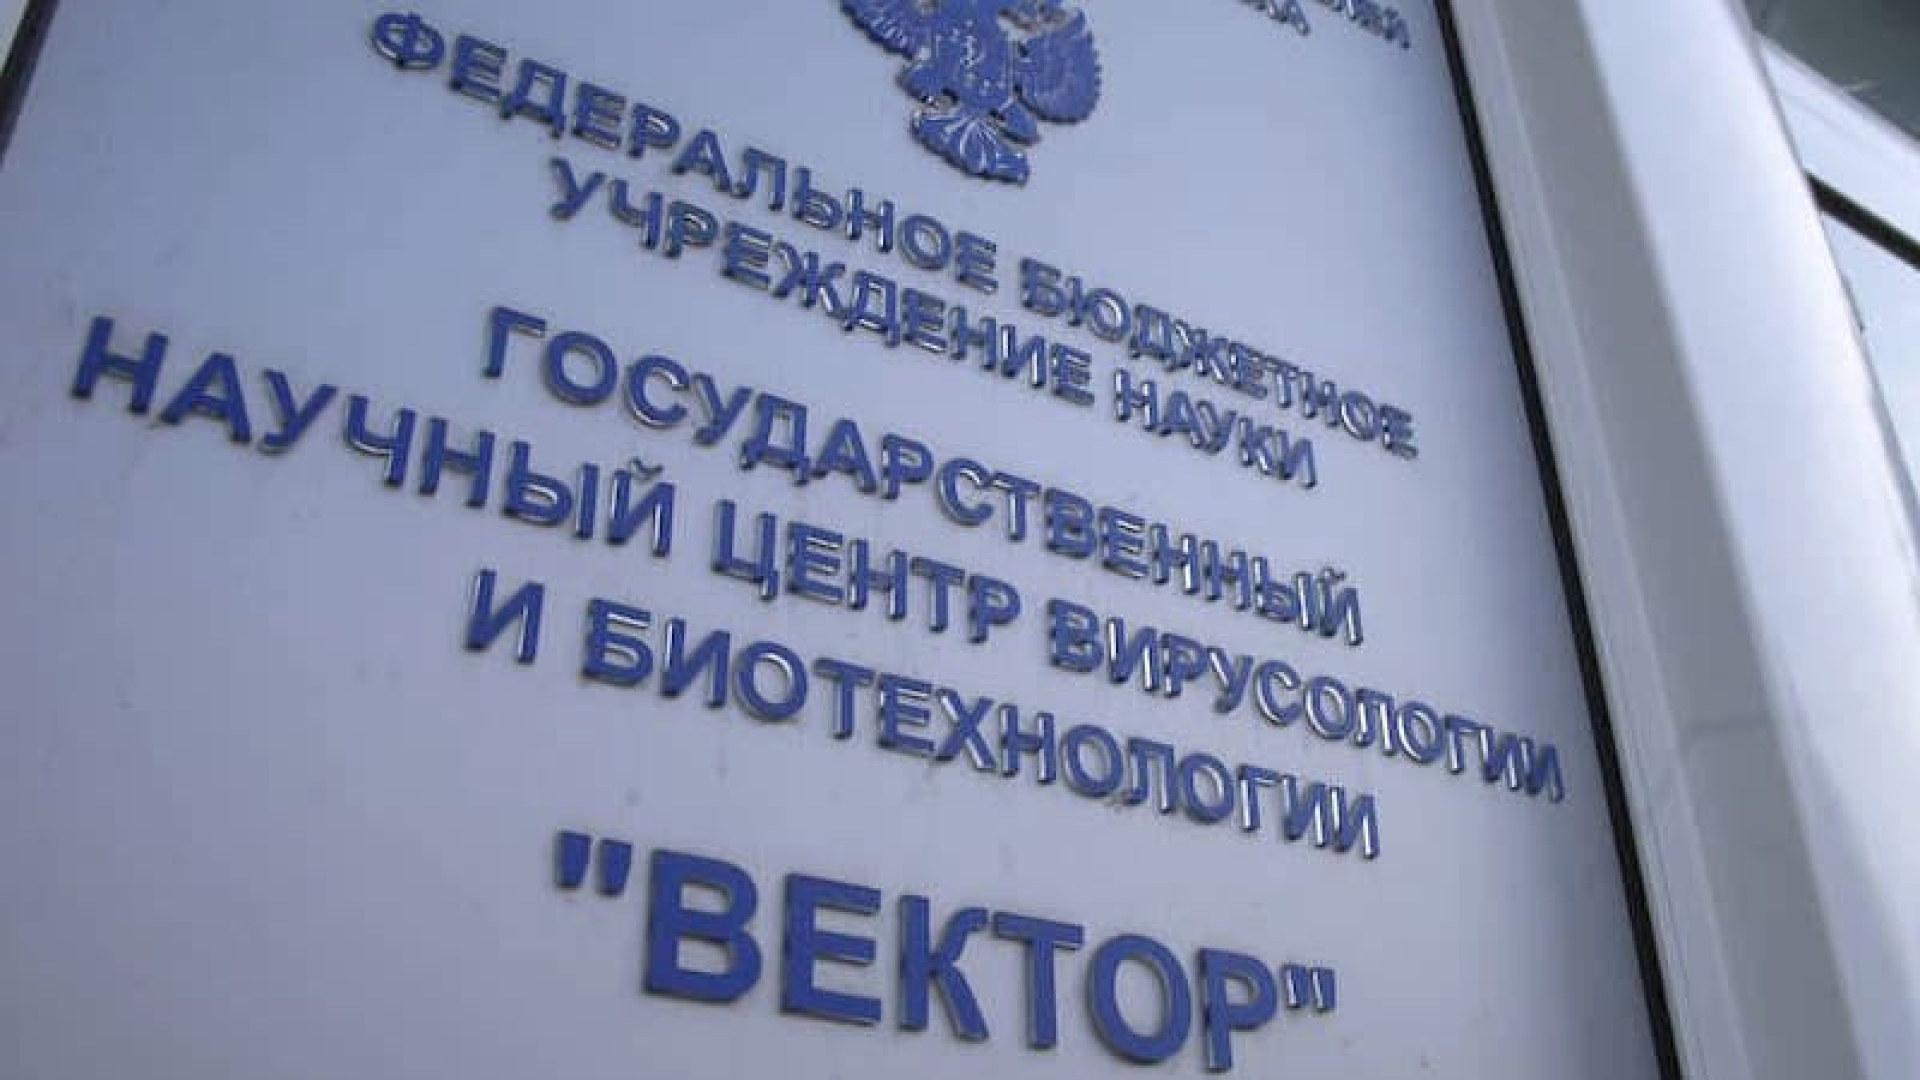 ФЕДЕРАЛЬНОЕ БЮДЖЕТНОЕ
УЧРЕЖДЕНИЕ НАУКИ
ГОСУДАРСТВЕННЫЙ
НАУЧНЫЙ ЦЕНТР ВИРУСОЛОГИИ
И БИОТЕХНОЛОГИИ
"ВЕКТОР"